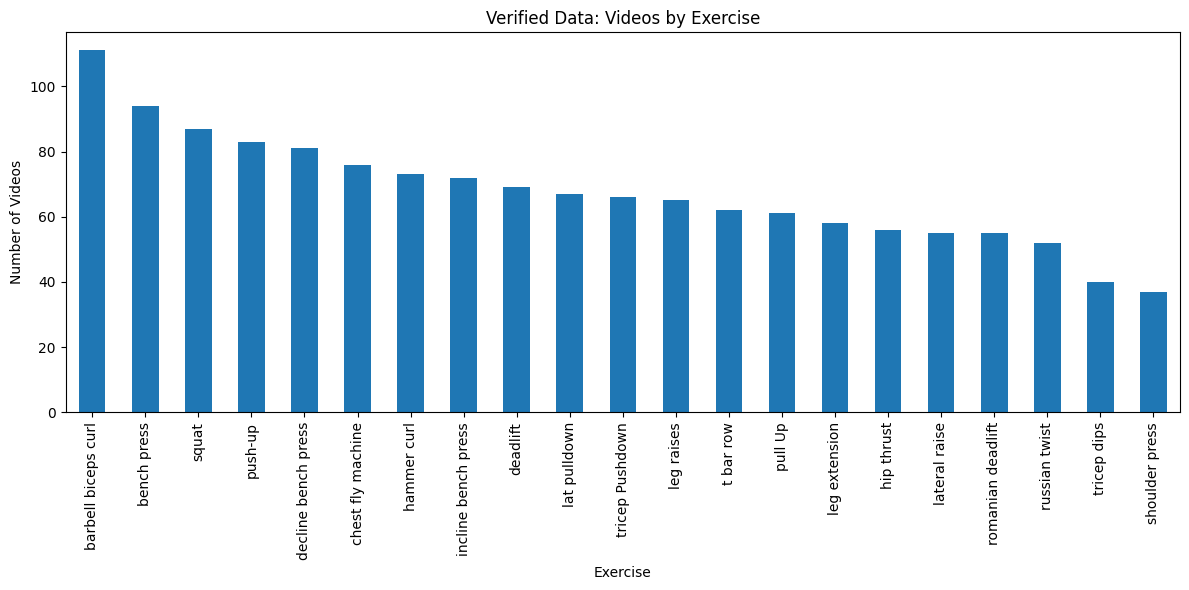 Verified Data: Videos by Exercise
Number of Videos
100
80
60
40
20
0
barbell biceps curl
bench press
squat
push-up
decline bench press
chest fly machine
hammer curl
incline bench press
deadlift
lat pulldown
tricep Pushdown
leg raises
t bar row
pull Up
leg extension
hip thrust
lateral raise
romanian deadlift
russian twist
tricep dips
shoulder press
Exercise